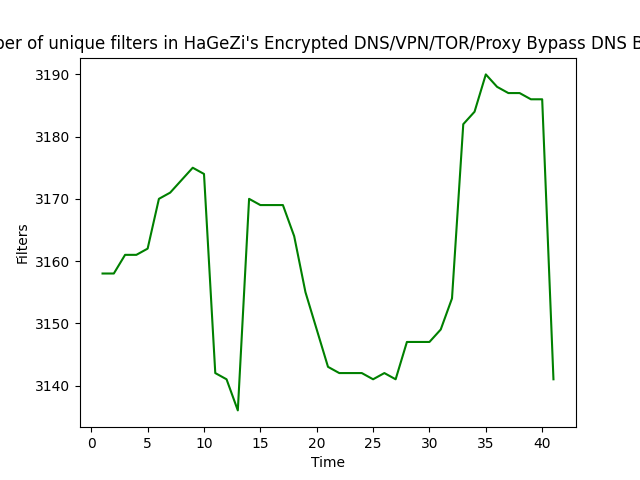 ber of unique filters in HaGeZi's Encrypted DNS/VPN/TOR/Proxy Bypass DNS B
3190
3180
3170
3160
3150
3140
Filters
0 5 10 15 20 25 30 35 40
Time